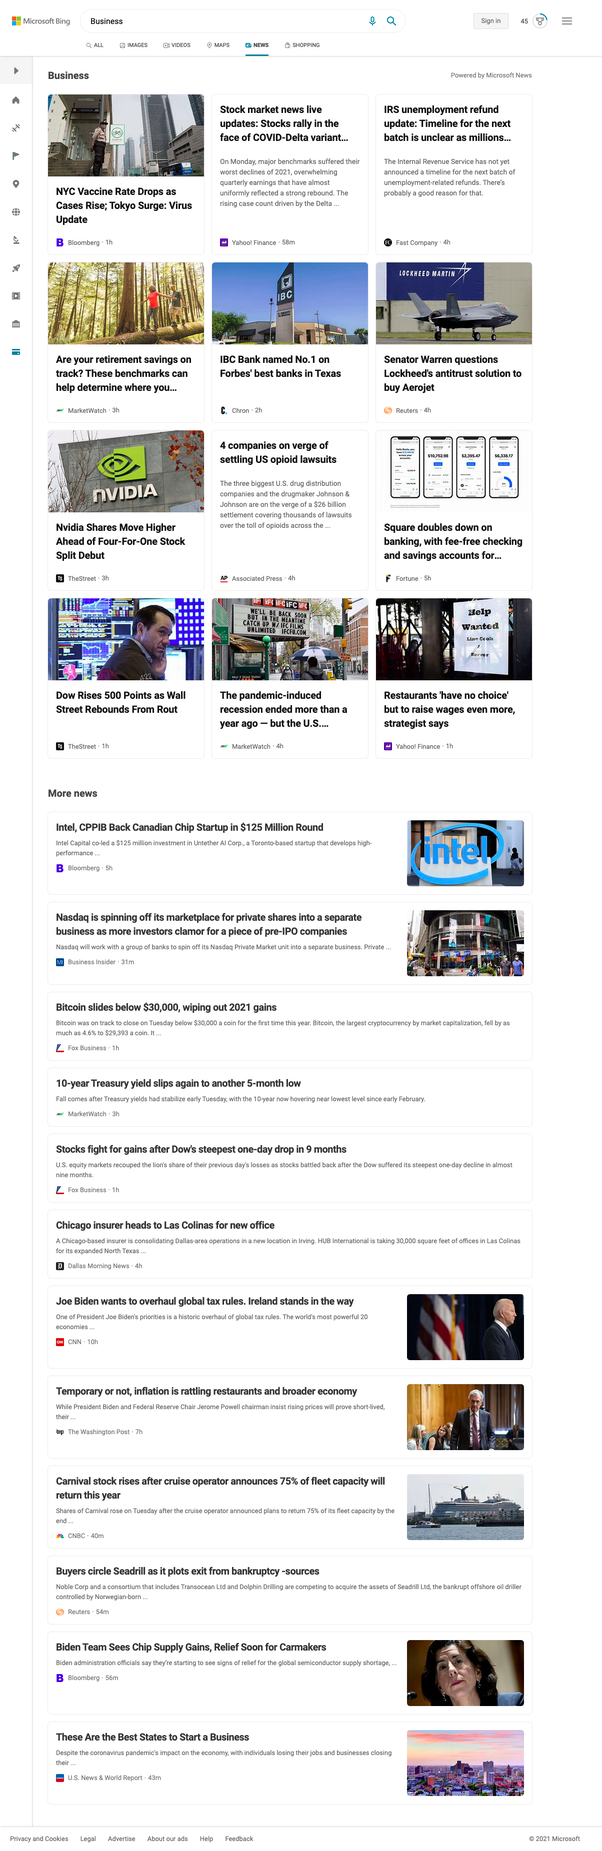 Microsoft Bing
Business
Sign in
45
ALL
IMAGES
VIDEOS
MAPS
NEWS
SHOPPING
Business
Powered by Microsoft News
NYC Vaccine Rate Drops as
Cases Rise; Tokyo Surge: Virus
Update
Bloomberg · 1h
Stock market news live
updates: Stocks rally in the
face of COVID-Delta variant...
On Monday, major benchmarks suffered their
worst declines of 2021, overwhelming
quarterly earnings that have almost
uniformly reflected a strong rebound. The
rising case count driven by the Delta ...
Yahoo! Finance · 58m
IRS unemployment refund
update: Timeline for the next
batch is unclear as millions...
The Internal Revenue Service has not yet
announced a timeline for the next batch of
unemployment-related refunds. There's
probably a good reason for that.
Fast Company · 4h
Are your retirement savings on
track? These benchmarks can
help determine where you...
MarketWatch · 3h
IBC
IBC Bank named No.1 on
Forbes' best banks in Texas
Chron · 2h
LOCKHEED MARTIN
Senator Warren questions
Lockheed's antitrust solution to
buy Aerojet
Reuters · 4h
NVIDIA
Nvidia Shares Move Higher
Ahead of Four-For-One Stock
Split Debut
TheStreet · 3h
4 companies on verge of
settling US opioid lawsuits
The three biggest U.S. drug distribution
companies and the drugmaker Johnson &
Johnson are on the verge of a $26 billion
settlement covering thousands of lawsuits
over the toll of opioids across the ...
AP
Associated Press · 4h
$10,752.98
$2,395.47
$6,338.17
Square doubles down on
banking, with fee-free checking
and savings accounts for...
Fortune · 5h
Dow Rises 500 Points as Wall
Street Rebounds From Rout
TheStreet · 1h
IFC IFC
WE'LL BE BACK SOON
BUT IN THE MEANTIME
CATCH UP W/ IFC FILMS
UNLIMITED IFCFU.COM
The pandemic-induced
recession ended more than a
year ago — but the U.S....
MarketWatch · 4h
Help
Wanted
Line Cook
Restaurants 'have no choice'
but to raise wages even more,
strategist says
Yahoo! Finance · 1h
More news
Intel, CPPIB Back Canadian Chip Startup in $125 Million Round
Intel Capital co-led a $125 million investment in Untether AI Corp., a Toronto-based startup that develops high-
performance ...
Bloomberg · 5h
intel
Nasdaq is spinning off its marketplace for private shares into a separate
business as more investors clamor for a piece of pre-IPO companies
Nasdaq will work with a group of banks to spin off its Nasdaq Private Market unit into a separate business. Private ...
Business Insider · 31m
Bitcoin slides below $30,000, wiping out 2021 gains
Bitcoin was on track to close on Tuesday below $30,000 a coin for the first time this year. Bitcoin, the largest cryptocurrency by market capitalization, fell by as
much as 4.6% to $29,393 a coin. It ...
Fox Business · 1h
10-year Treasury yield slips again to another 5-month low
Fall comes after Treasury yields had stabilize early Tuesday, with the 10-year now hovering near lowest level since early February.
MarketWatch · 3h
Stocks fight for gains after Dow's steepest one-day drop in 9 months
U.S. equity markets recouped the lion's share of their previous day's losses as stocks battled back after the Dow suffered its steepest one-day decline in almost
nine months.
Fox Business · 1h
Chicago insurer heads to Las Colinas for new office
A Chicago-based insurer is consolidating Dallas-area operations in a new location in Irving. HUB International is taking 30,000 square feet of offices in Las Colinas
for its expanded North Texas ...
Dallas Morning News · 4h
Joe Biden wants to overhaul global tax rules. Ireland stands in the way
One of President Joe Biden's priorities is a historic overhaul of global tax rules. The world's most powerful 20
economies ...
CNN · 10h
Temporary or not, inflation is rattling restaurants and broader economy
While President Biden and Federal Reserve Chair Jerome Powell chairman insist rising prices will prove short-lived,
their ...
wp
The Washington Post · 7h
Carnival stock rises after cruise operator announces 75% of fleet capacity will
return this year
Shares of Carnival rose on Tuesday after the cruise operator announced plans to return 75% of its fleet capacity by the
end ...
CNBC · 40m
Buyers circle Seadrill as it plots exit from bankruptcy -sources
Noble Corp and a consortium that includes Transocean Ltd and Dolphin Drilling are competing to acquire the assets of Seadrill Ltd, the bankrupt offshore oil driller
controlled by Norwegian-born ...
Reuters · 54m
Biden Team Sees Chip Supply Gains, Relief Soon for Carmakers
Biden administration officials say they're starting to see signs of relief for the global semiconductor supply shortage, ...
Bloomberg · 56m
These Are the Best States to Start a Business
Despite the coronavirus pandemic's impact on the economy, with individuals losing their jobs and businesses closing
their ...
U.S. News & World Report · 43m
Privacy and Cookies
Legal
Advertise
About our ads
Help
Feedback
© 2021 Microsoft